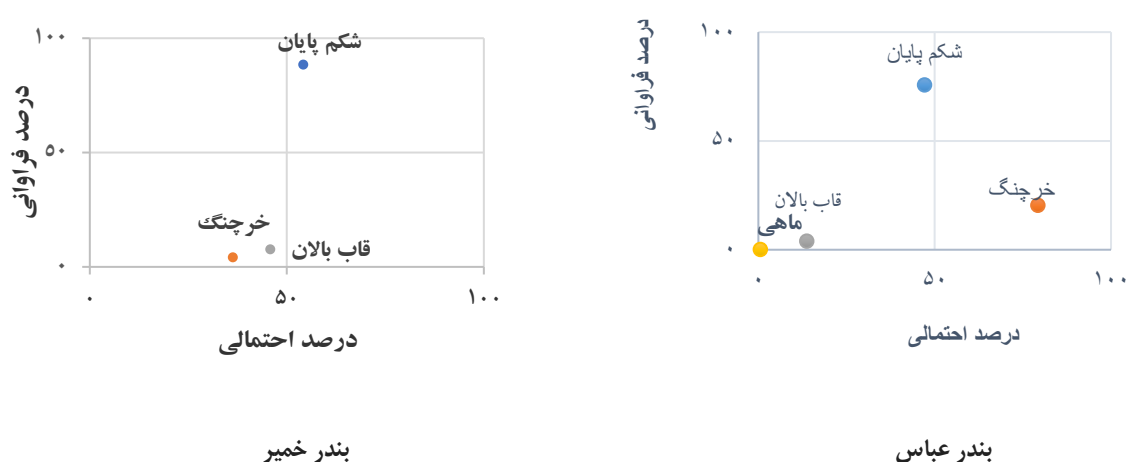 درصد فراوانی
۱۰۰
۵۰
۰
شکم پایان
خرچنگ
قاب بالان
ماهی
۰
۵۰
۱۰۰
درصد احتمالی
بندر عباس
درصد فراوانی
۱۰۰
۵۰
۰
شکم پایان
خرچنگ
قاب بالان
۰
۵۰
۱۰۰
درصد احتمالی
بندر خمیر